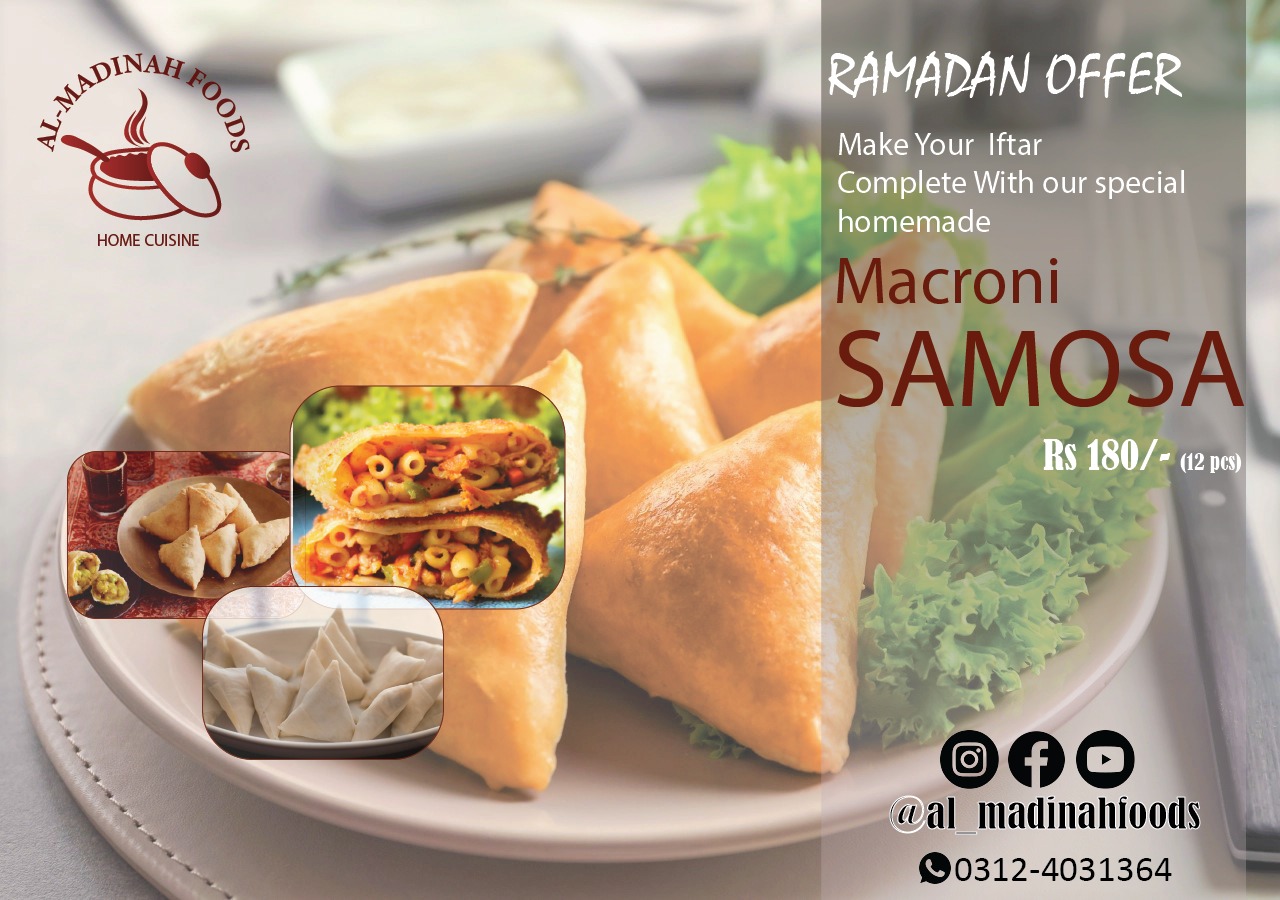 AL-MADINAH FOODS
HOME CUISINE
RAMADAN OFFER
Make Your Iftar
Complete With our special
homemade
Macroni
SAMOSA
Rs 180/- (12 pcs)
@al_madinahfoods
0312-4031364